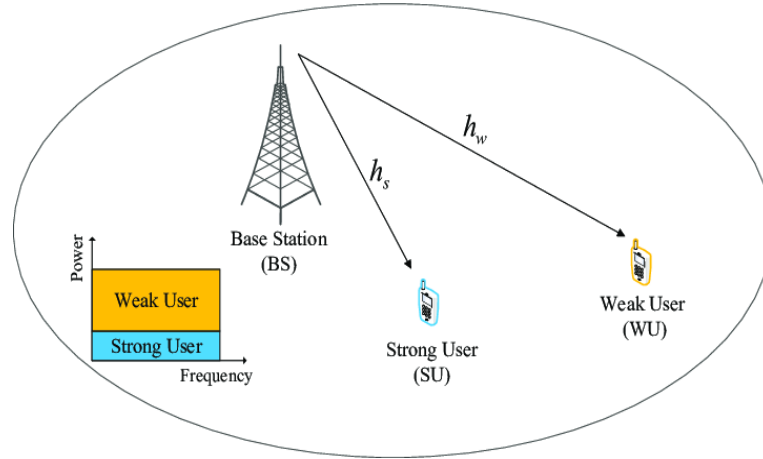 h_w
h_s
Base Station
(BS)
Power
Weak User
Strong User
Frequency
Strong User
(SU)
Weak User
(WU)